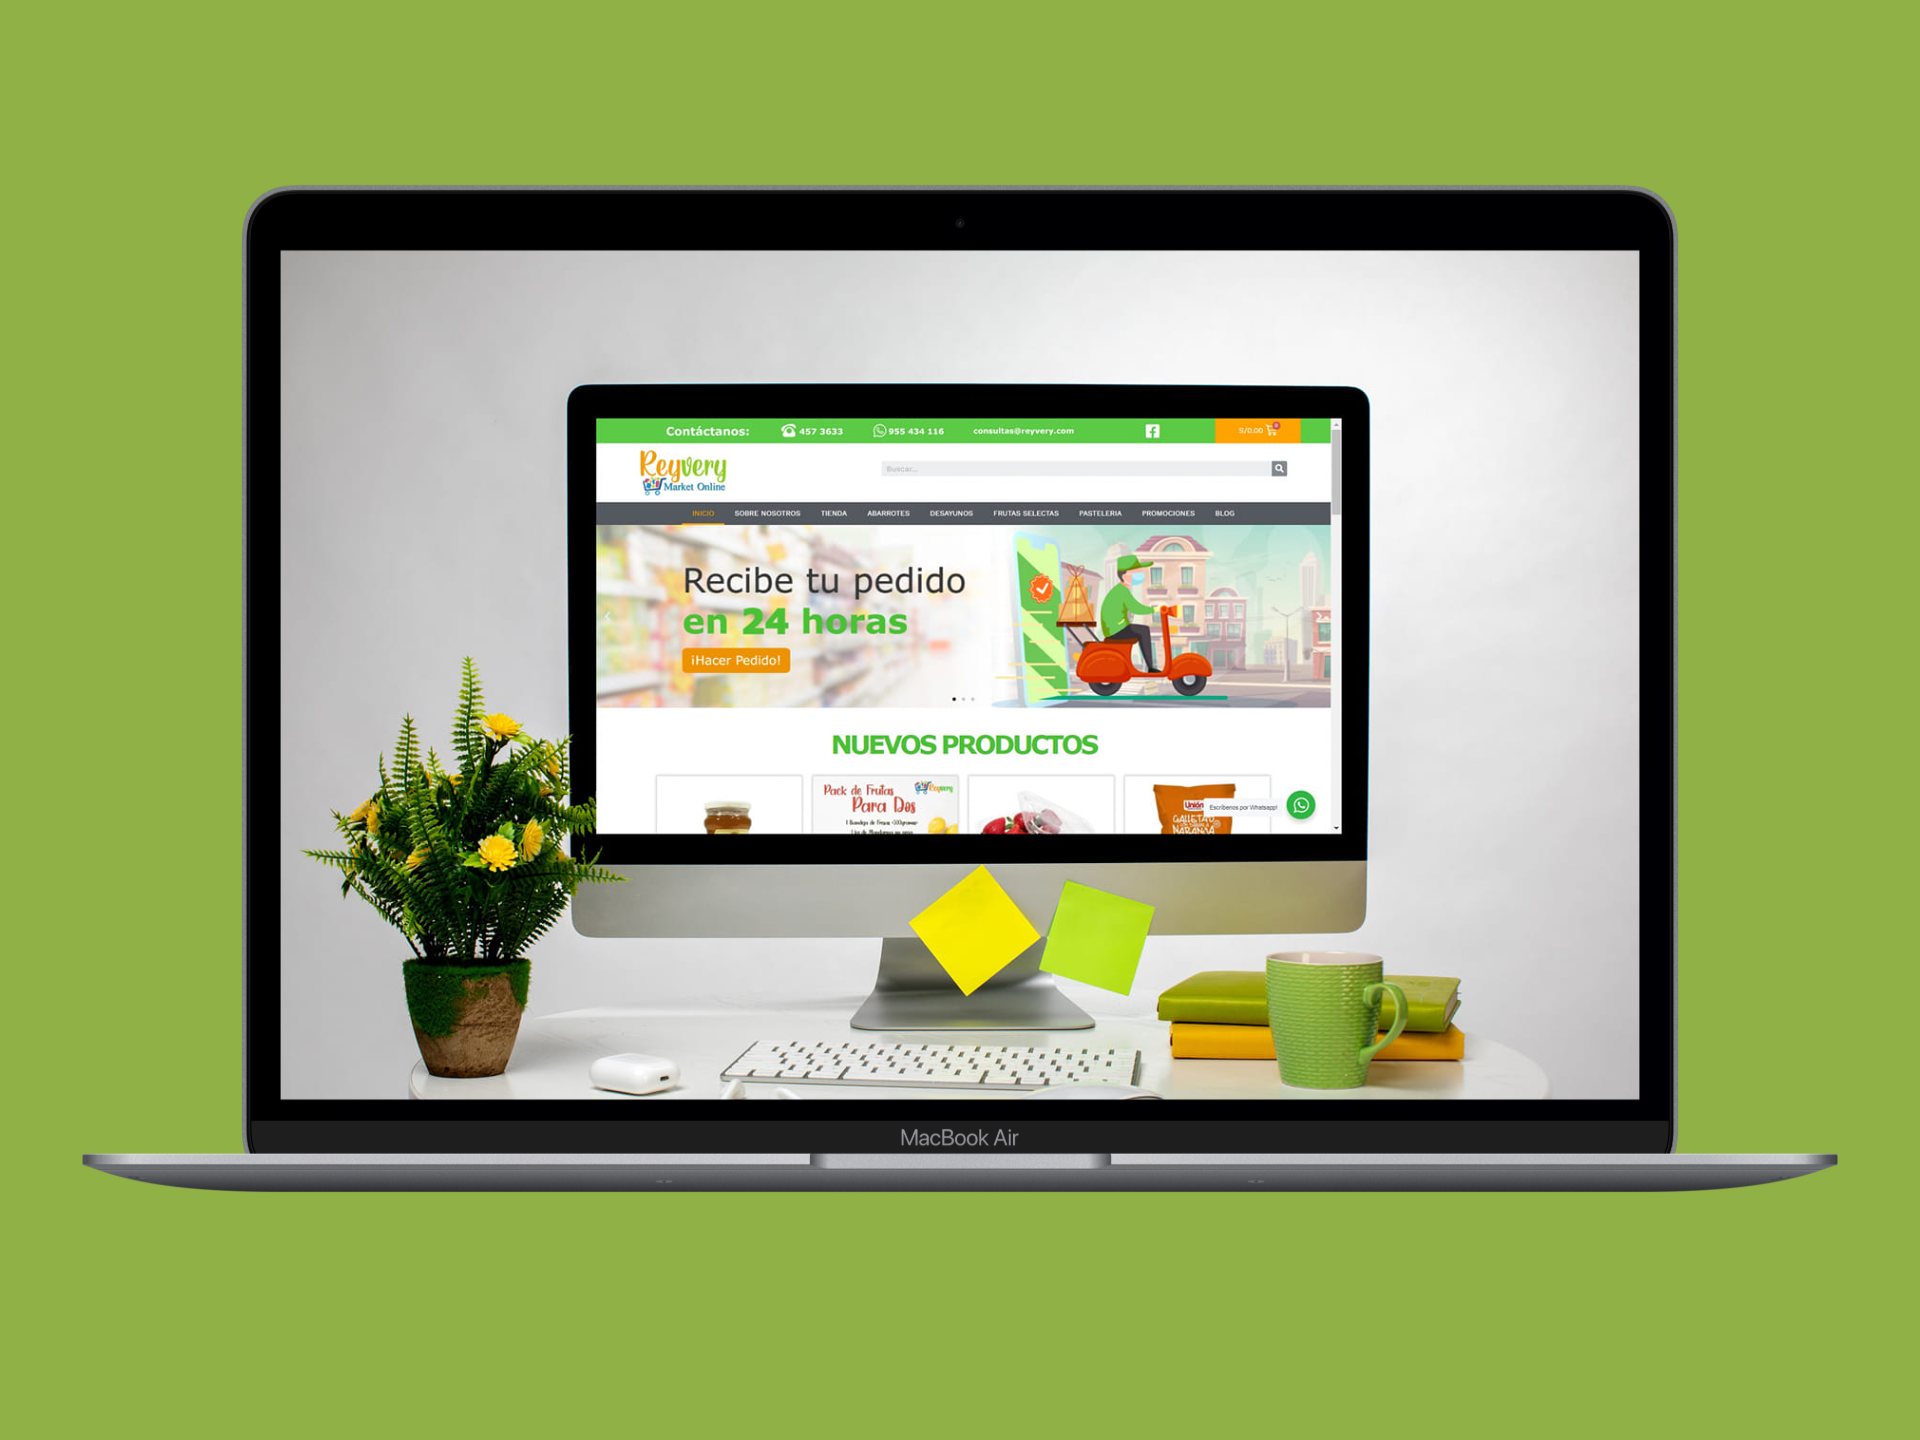 Contáctanos: 457 3633 955 434 116 consultas@reyvery.com S/0.00 0
Reyvery
Market Online
Buscar...
INICIO SOBRE NOSOTROS TIENDA ABARROTES DESAYUNOS FRUTAS SELECTAS PASTELERIA PROMOCIONES BLOG
Recibe tu pedido
en 24 horas
¡Hacer Pedido!
NUEVOS PRODUCTOS
Pack de Frutas
Para Dos
Reyvery
Unión
GALLETAS
NARANJA
Escríbenos por Whatsapp!
MacBook Air